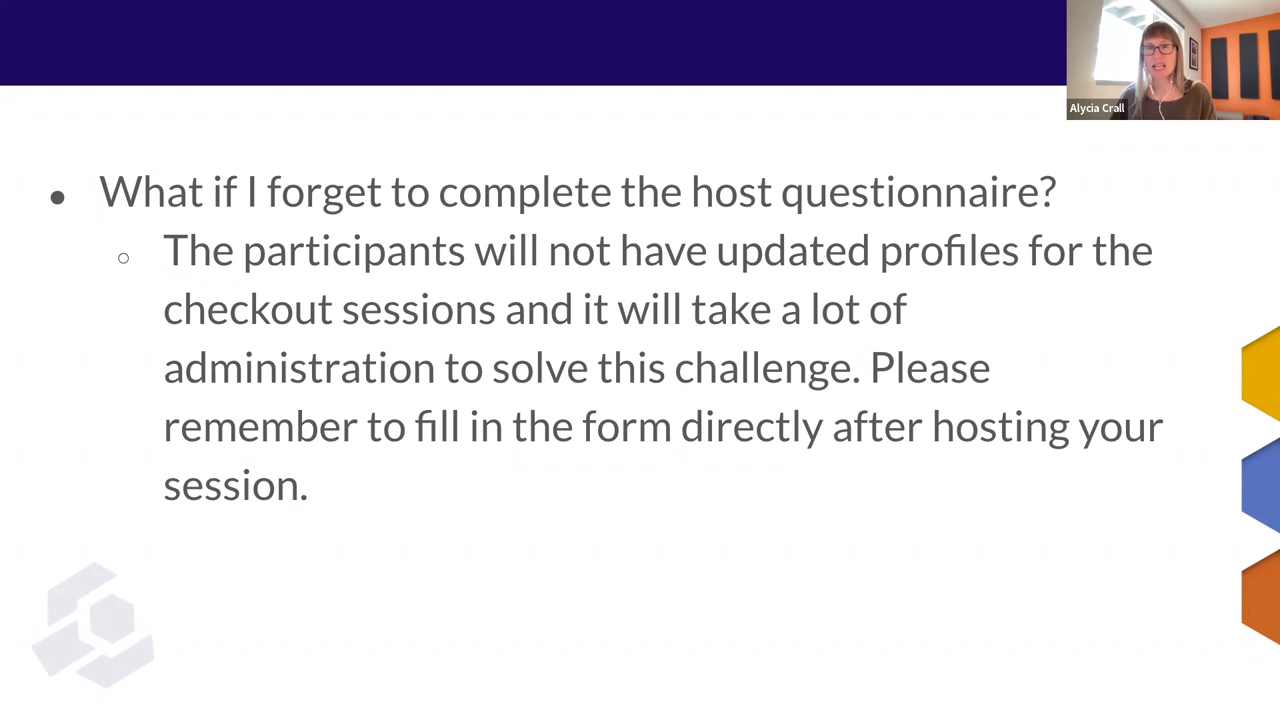 Alycia Crall
What if I forget to complete the host questionnaire?
The participants will not have updated profiles for the
checkout sessions and it will take a lot of
administration to solve this challenge. Please
remember to fill in the form directly after hosting your
session.